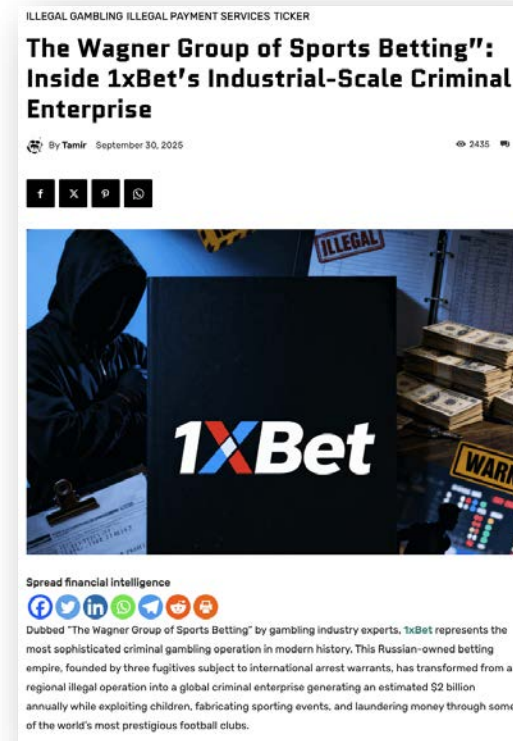 ILLEGAL GAMBLING ILLEGAL PAYMENT SERVICES TICKER
The Wagner Group of Sports Betting”:
Inside 1xBet’s Industrial-Scale Criminal
Enterprise
By Tamir September 30, 2025 2435
ILLEGAL
1XBet
WARN
Spread financial intelligence
Dubbed “The Wagner Group of Sports Betting” by gambling industry experts, 1xBet represents the
most sophisticated criminal gambling operation in modern history. This Russian-owned betting
empire, founded by three fugitives subject to international arrest warrants, has transformed from a
regional illegal operation into a global criminal enterprise generating an estimated $2 billion
annually while exploiting children, fabricating sporting events, and laundering money through some
of the world’s most prestigious football clubs.